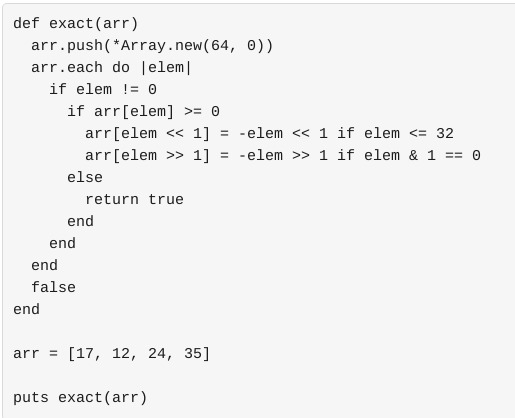 def exact(arr)
  arr.push(*Array.new(64, 0))
  arr.each do |elem|
    if elem != 0
      if arr[elem] >= 0
        arr[elem << 1] = -elem << 1 if elem <= 32
        arr[elem >> 1] = -elem >> 1 if elem & 1 == 0
      else
        return true
      end
    end
  end
  false
end

arr = [17, 12, 24, 35]

puts exact(arr)